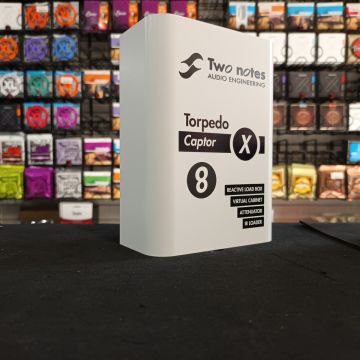 Two notes
AUDIO ENGINEERING
Torpedo
Captor X
8
REACTIVE LOAD BOX
VIRTUAL CABINET
ATTENUATOR
IR LOADER